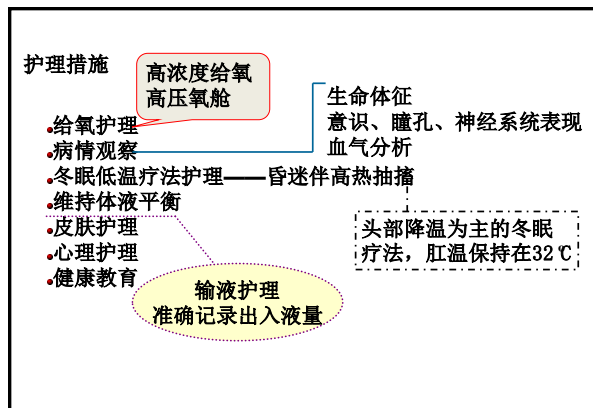 护理措施
高浓度给氧
高压氧舱
给氧护理
病情观察
生命体征
意识、瞳孔、神经系统表现
血气分析
冬眠低温疗法护理——昏迷伴高热抽搐
维持体液平衡
皮肤护理
心理护理
健康教育
头部降温为主的冬眠
疗法，肛温保持在32℃
输液护理
准确记录出入液量